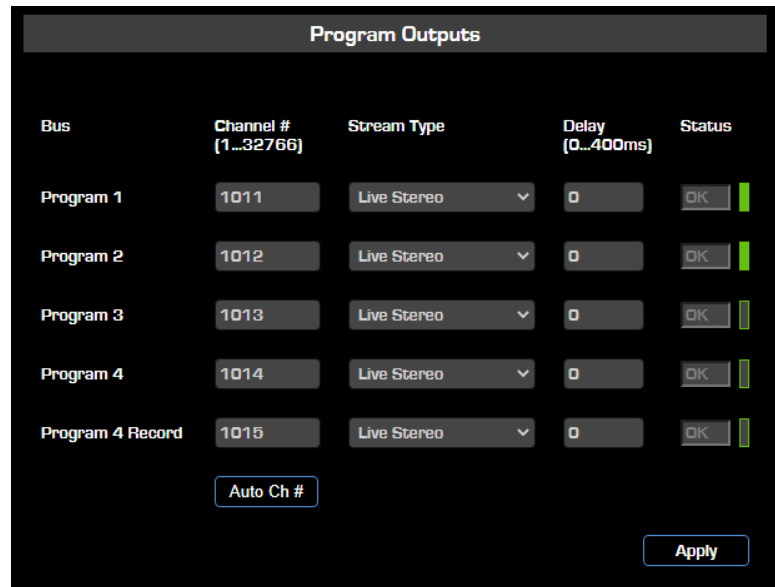 Program Outputs
Bus Channel # Stream Type Delay Status
(1...32766) (0...400ms)
Program 1 1011 Live Stereo 0 OK
Program 2 1012 Live Stereo 0 OK
Program 3 1013 Live Stereo 0 OK
Program 4 1014 Live Stereo 0 OK
Program 4 Record 1015 Live Stereo 0 OK
Auto Ch #
Apply